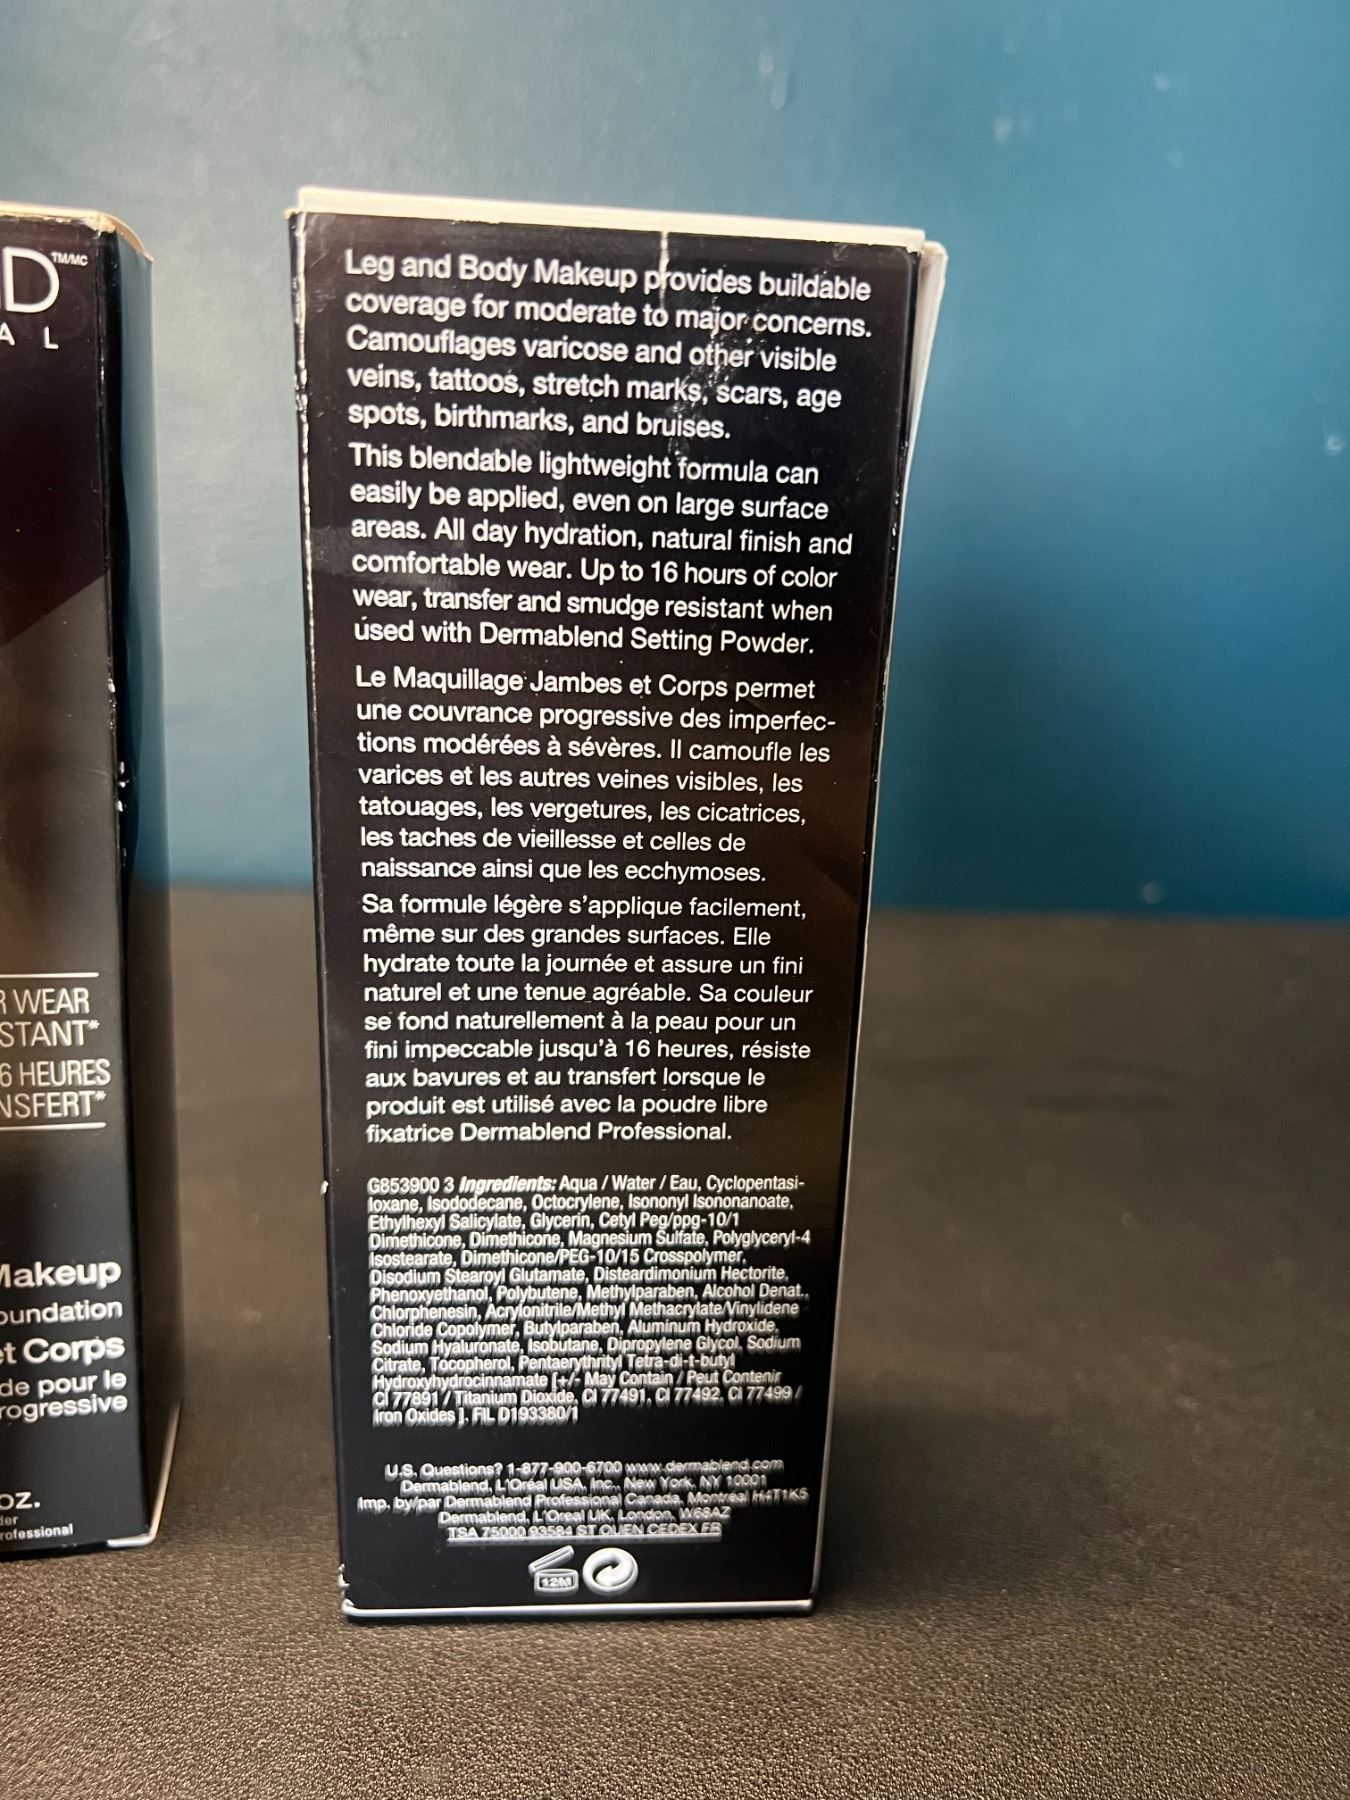 D™/MC
A L
R WEAR
STANT*
6 HEURES
NSFERT*
Makeup
oundation
et Corps
de pour le
rogressive
oz.
der
rofessional
Leg and Body Makeup provides buildable
coverage for moderate to major concerns.
Camouflages varicose and other visible
veins, tattoos, stretch marks, scars, age
spots, birthmarks, and bruises.
This blendable lightweight formula can
easily be applied, even on large surface
areas. All day hydration, natural finish and
comfortable wear. Up to 16 hours of color
wear, transfer and smudge resistant when
used with Dermablend Setting Powder.
Le Maquillage Jambes et Corps permet
une couvrance progressive des imperfec-
tions modérées à sévères. Il camoufle les
varices et les autres veines visibles, les
tatouages, les vergetures, les cicatrices,
les taches de vieillesse et celles de
naissance ainsi que les ecchymoses.
Sa formule légère s'applique facilement,
même sur des grandes surfaces. Elle
hydrate toute la journée et assure un fini
naturel et une tenue agréable. Sa couleur
se fond naturellement à la peau pour un
fini impeccable jusqu'à 16 heures, résiste
aux bavures et au transfert lorsque le
produit est utilisé avec la poudre libre
fixatrice Dermablend Professional.
G853900 3 Ingredients: Aqua / Water / Eau, Cyclopentasi-
loxane, Isododecane, Octocrylene, Isononyl Isononanoate,
Ethylhexyl Salicylate, Glycerin, Cetyl Peg/ppg-10/1
Dimethicone, Dimethicone, Magnesium Sulfate, Polyglyceryl-4
Isostearate, Dimethicone/PEG-10/15 Crosspolymer,
Disodium Stearoyl Glutamate, Disteardimonium Hectorite,
Phenoxyethanol, Polybutene, Methylparaben, Alcohol Denat.,
Chlorphenesin, Acrylonitrile/Methyl Methacrylate/Vinylidene
Chloride Copolymer, Butylparaben, Aluminum Hydroxide,
Sodium Hyaluronate, Isobutane, Dipropylene Glycol, Sodium
Citrate, Tocopherol, Pentaerythrityl Tetra-di-t-butyl
Hydroxyhydrocinnamate [+/- May Contain / Peut Contenir
CI 77891 / Titanium Dioxide, CI 77491, CI 77492, CI 77499 /
Iron Oxides ]. FIL D193380/1
U.S. Questions? 1-877-900-6700 www.dermablend.com
Dermablend, L'Oréal USA, Inc., New York, NY 10001
Imp. by/par Dermablend Professional Canada, Montréal H4T1K5
Dermablend, L'Oreal UK, London, W68AZ
TSA 75000 93584 ST OUEN CEDEX FR
12M